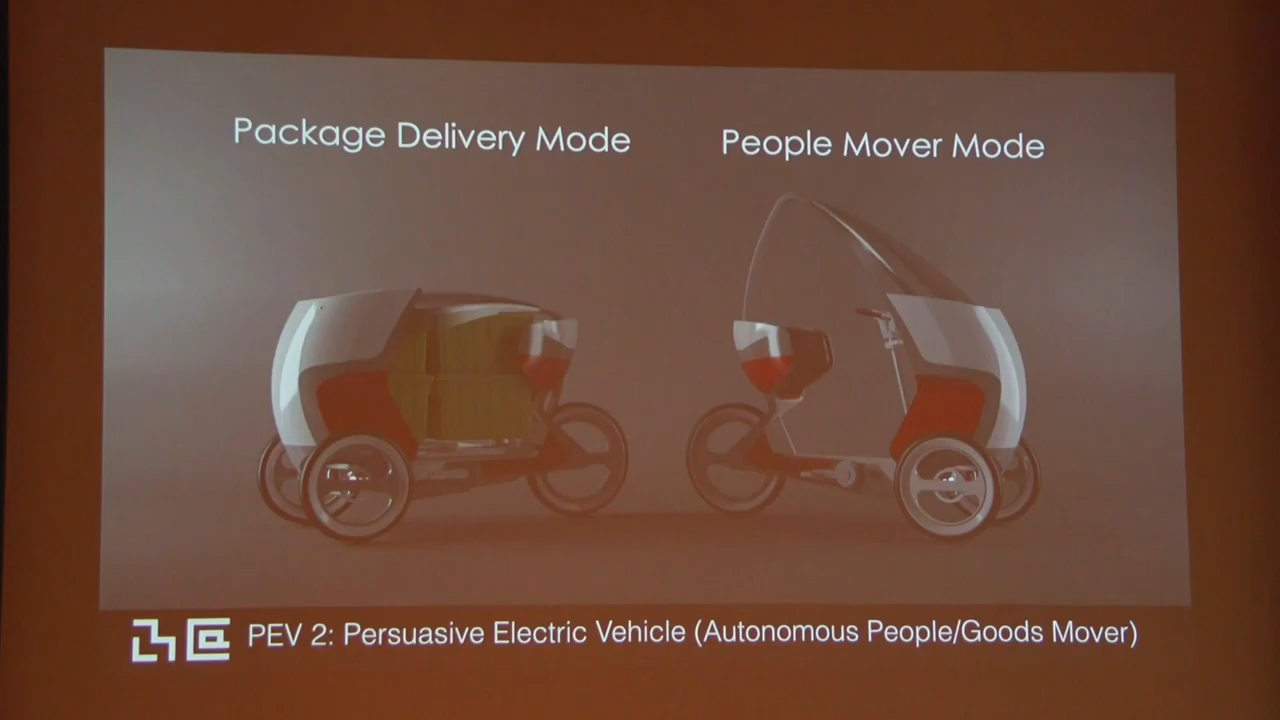 Package Delivery Mode
People Mover Mode
PEV 2: Persuasive Electric Vehicle (Autonomous People/Goods Mover)